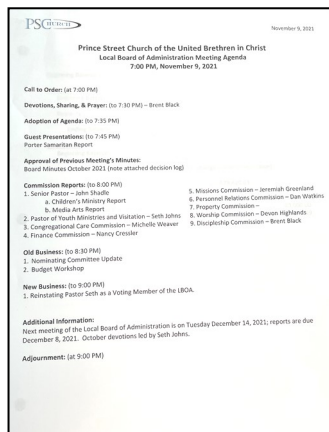 PSCHURCH
November 9, 2021
Prince Street Church of the United Brethren in Christ
Local Board of Administration Meeting Agenda
7:00 PM, November 9, 2021
Call to Order: (at 7:00 PM)
Devotions, Sharing, & Prayer: (to 7:30 PM) – Brent Black
Adoption of Agenda: (to 7:35 PM)
Guest Presentations: (to 7:45 PM)
Porter Samaritan Report
Approval of Previous Meeting's Minutes:
Board Minutes October 2021 (note attached decision log)
Commission Reports: (to 8:00 PM)
1. Senior Pastor – John Shadle
a. Children's Ministry Report
b. Media Arts Report
2. Pastor of Youth Ministries and Visitation – Seth Johns
3. Congregational Care Commission – Michelle Weaver
4. Finance Commission – Nancy Cressler
5. Missions Commission – Jeremiah Greenland
6. Personnel Relations Commission – Dan Watkins
7. Property Commission –
8. Worship Commission – Devon Highlands
9. Discipleship Commission – Brent Black
Old Business: (to 8:30 PM)
1. Nominating Committee Update
2. Budget Workshop
New Business: (to 9:00 PM)
1. Reinstating Pastor Seth as a Voting Member of the LBOA.
Additional Information:
Next meeting of the Local Board of Administration is on Tuesday December 14, 2021; reports are due
December 8, 2021. October devotions led by Seth Johns.
Adjournment: (at 9:00 PM)